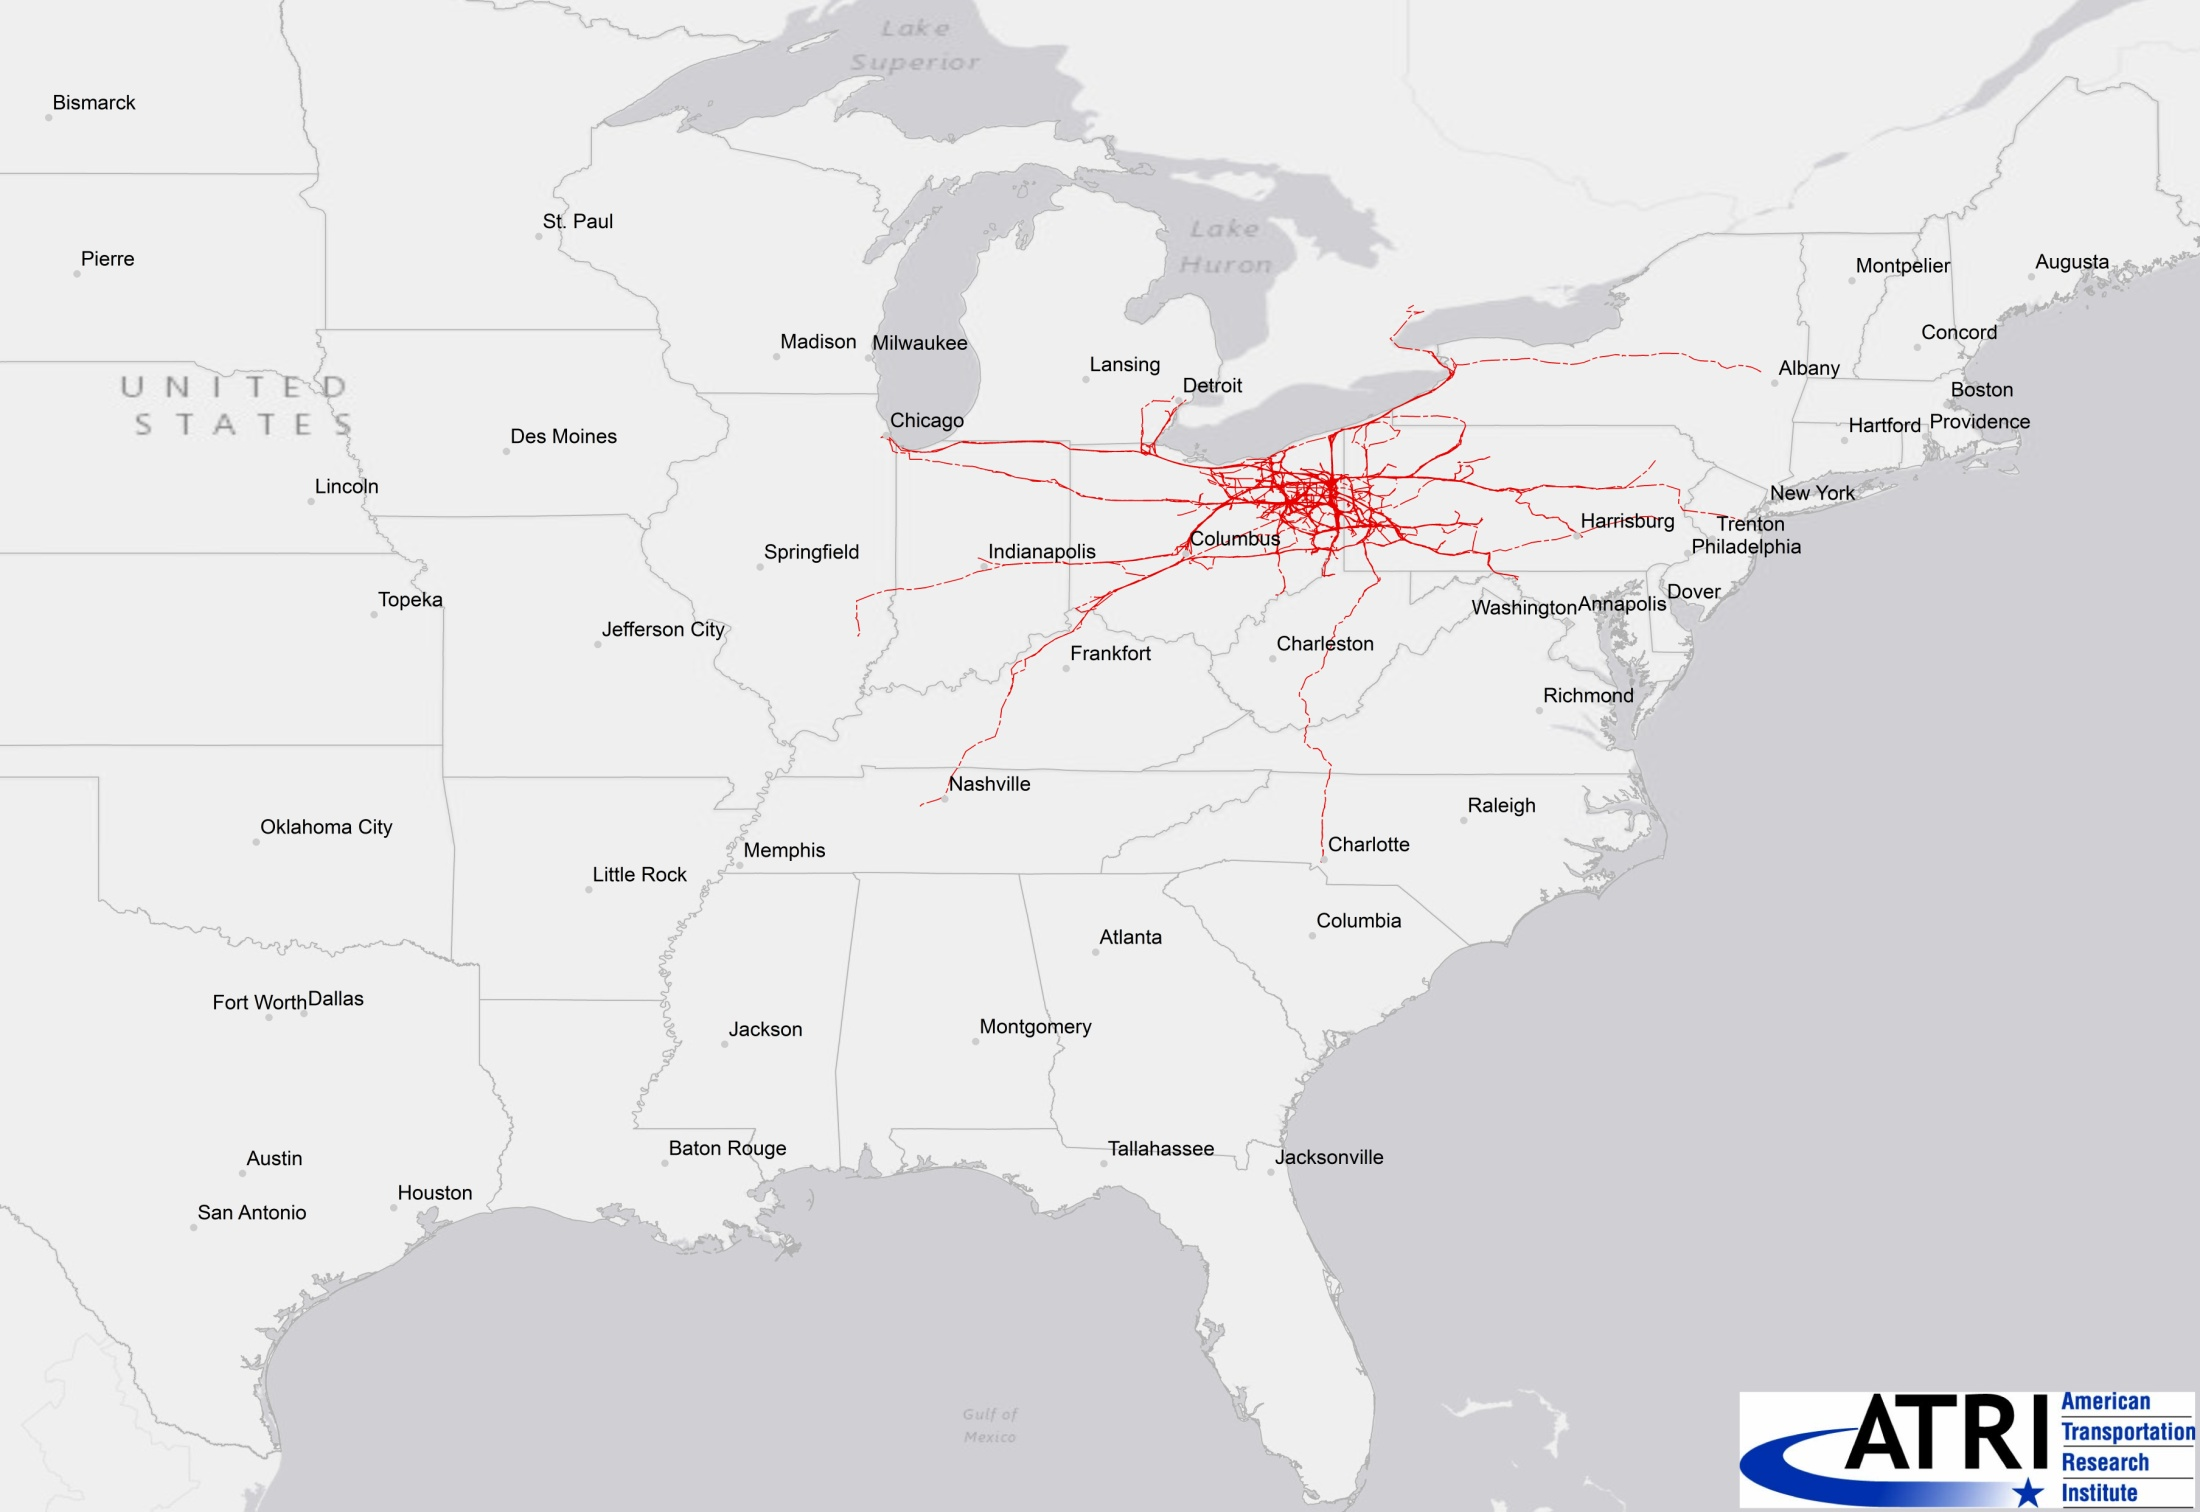 Lake
Superior
Bismarck
St. Paul
Pierre
Lake
Huron
Montpelier
Augusta
Concord
Madison
Milwaukee
Lansing
Detroit
Albany
Boston
UNITED
STATES
Chicago
Hartford
Providence
Des Moines
Lincoln
New York
Harrisburg
Trenton
Philadelphia
Columbus
Springfield
Indianapolis
Topeka
Dover
Washington
Annapolis
Jefferson City
Frankfort
Charleston
Richmond
Nashville
Raleigh
Oklahoma City
Memphis
Charlotte
Little Rock
Columbia
Atlanta
Fort Worth
Dallas
Jackson
Montgomery
Baton Rouge
Tallahassee
Jacksonville
Austin
Houston
San Antonio
Gulf of
Mexico
ATRI
American
Transportation
Research
Institute